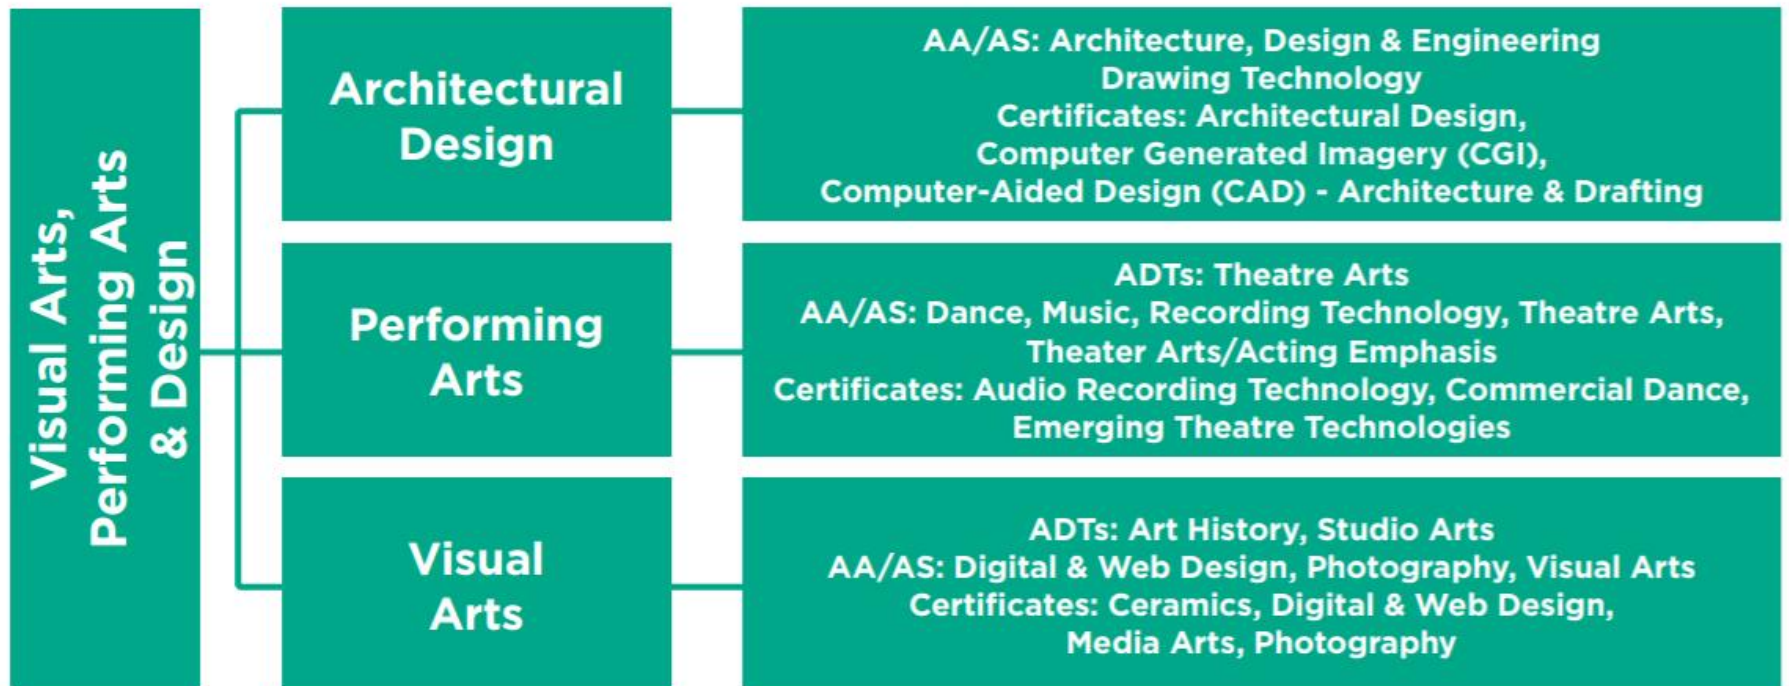 Visual Arts,
Performing Arts
& Design
Architectural
Design
AA/AS: Architecture, Design & Engineering
Drawing Technology
Certificates: Architectural Design,
Computer Generated Imagery (CGI),
Computer-Aided Design (CAD) - Architecture & Drafting
Performing
Arts
ADTs: Theatre Arts
AA/AS: Dance, Music, Recording Technology, Theatre Arts,
Theater Arts/Acting Emphasis
Certificates: Audio Recording Technology, Commercial Dance,
Emerging Theatre Technologies
Visual
Arts
ADTs: Art History, Studio Arts
AA/AS: Digital & Web Design, Photography, Visual Arts
Certificates: Ceramics, Digital & Web Design,
Media Arts, Photography